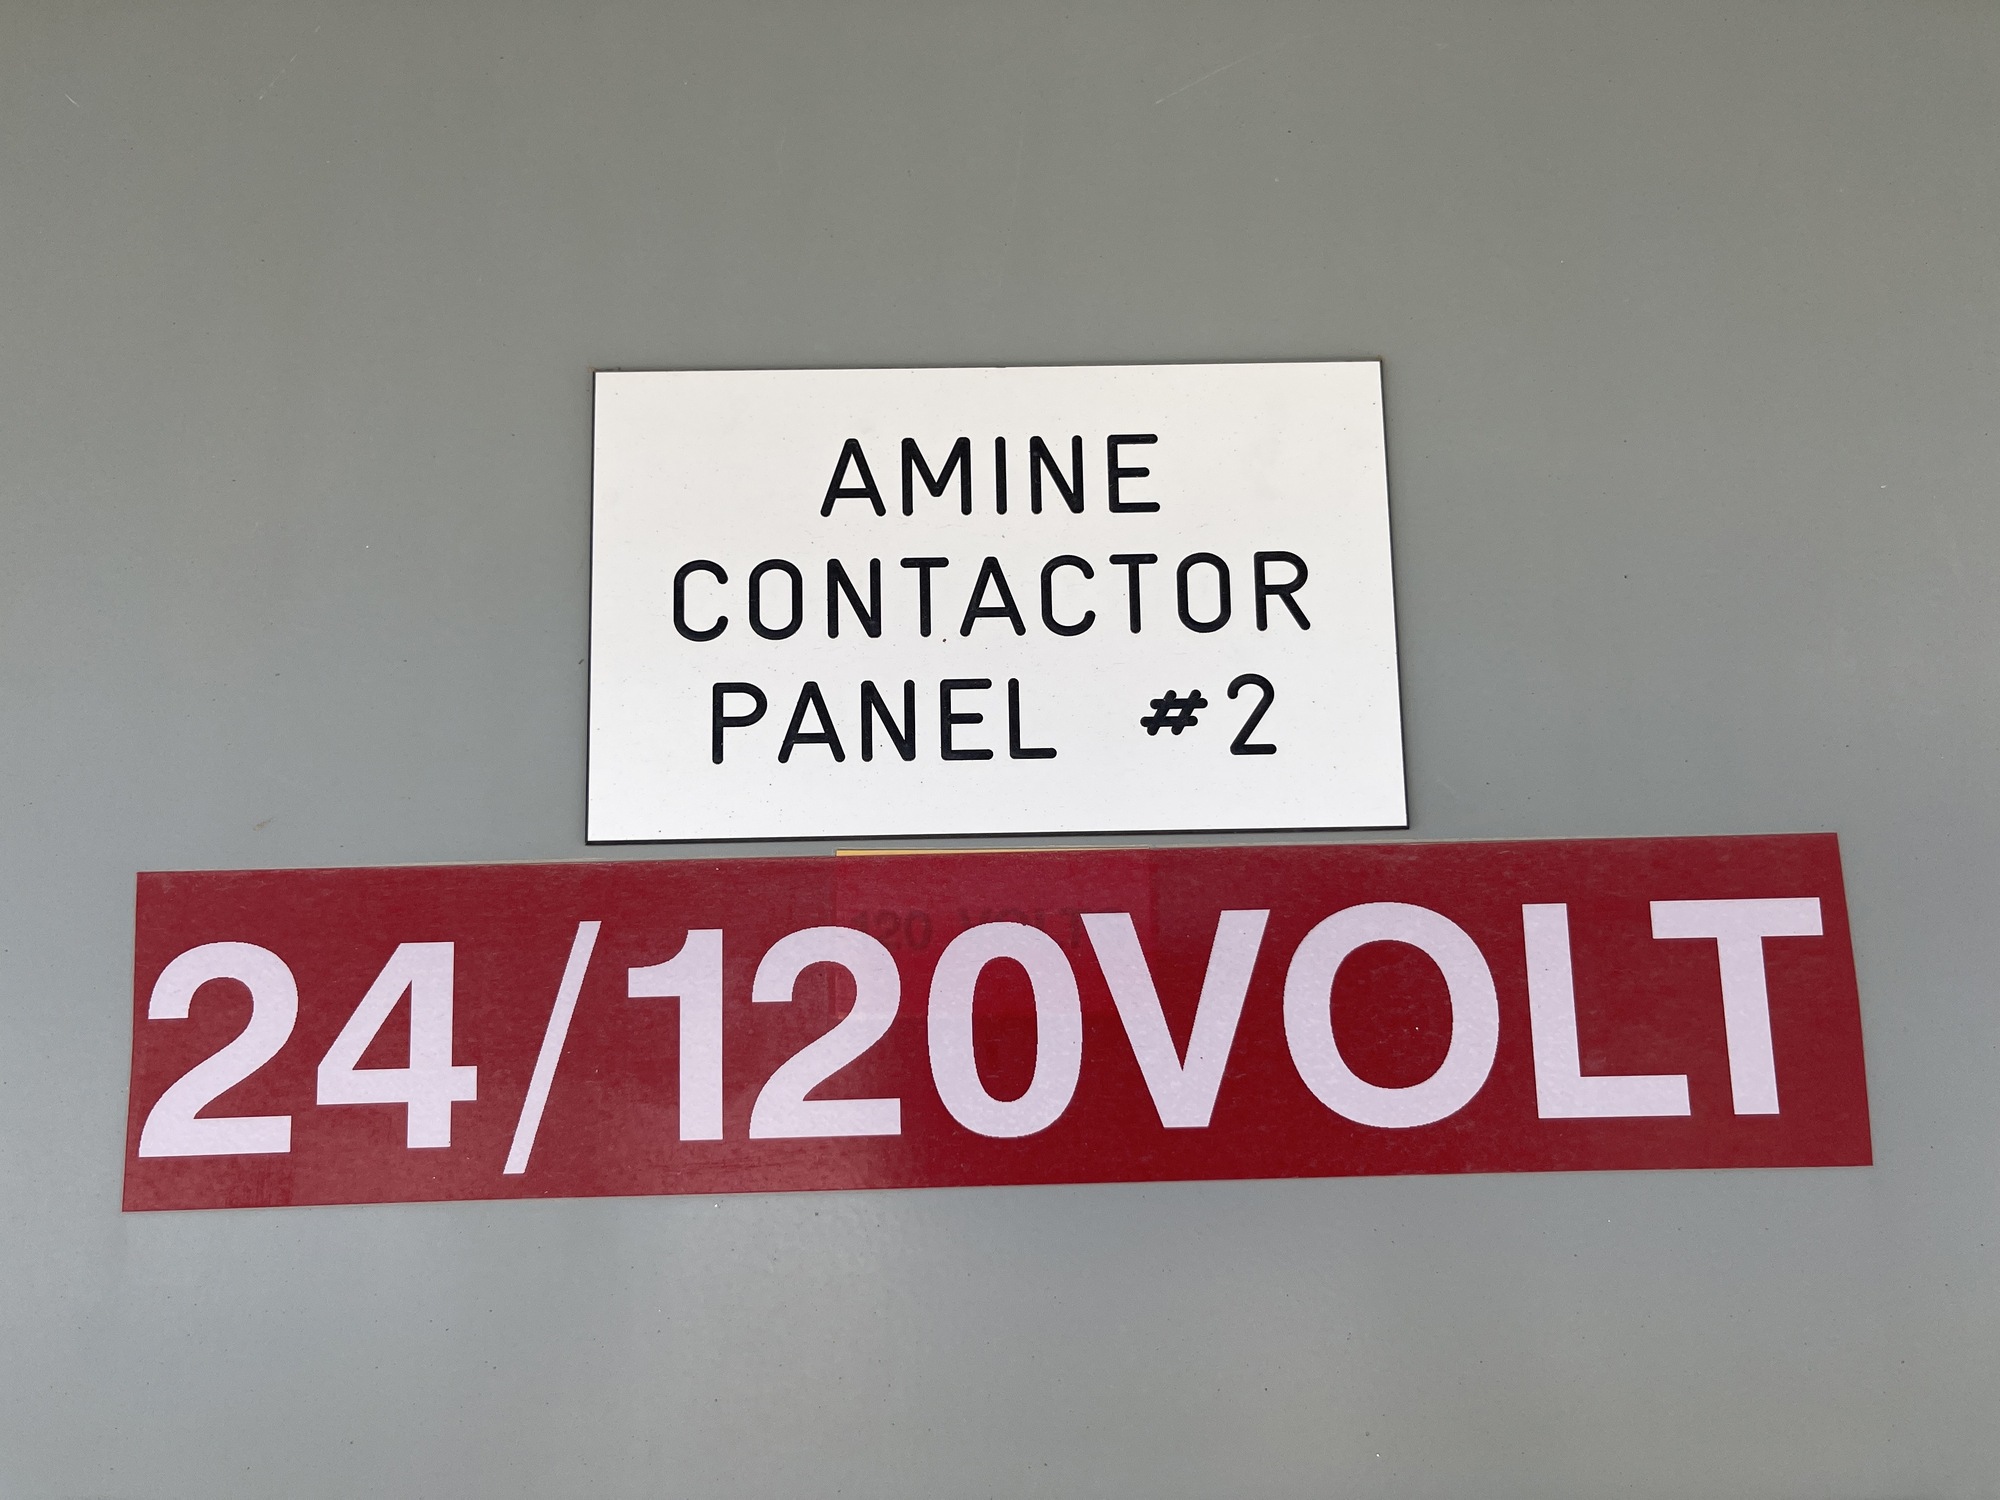 AMINE
CONTACTOR
PANEL #2
24/120VOLT